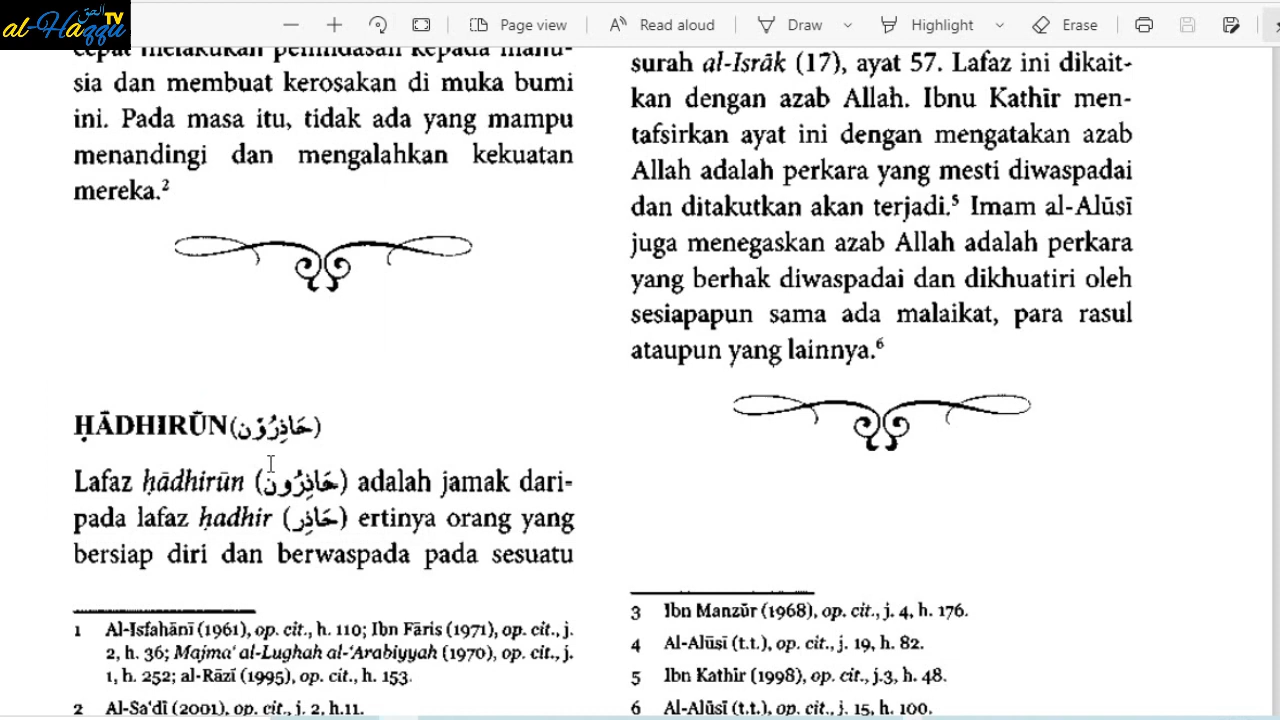 الحق
al-Haqqu TV
Page view
Read aloud
Draw
Highlight
Erase
cepat melakukan penindasan kepada manu-
sia dan membuat kerosakan di muka bumi
ini. Pada masa itu, tidak ada yang mampu
menandingi dan mengalahkan kekuatan
mereka.²
ḤĀDHIRŪN (حَاذِرُوْن)
Lafaz ḥādhirūn (حَاذِرُونَ) adalah jamak dari-
pada lafaz ḥadhir (حَاذِر) ertinya orang yang
bersiap diri dan berwaspada pada sesuatu
1 Al-Isfahānī (1961), op. cit., h. 110; Ibn Fāris (1971), op. cit., j.
2, h. 36; Majma‘ al-Lughah al-‘Arabiyyah (1970), op. cit., j.
1, h. 252; al-Rāzī (1995), op. cit., h. 153.
2 Al-Sa‘dī (2001), op. cit., j. 2, h.11.
surah al-Isrāk (17), ayat 57. Lafaz ini dikait-
kan dengan azab Allah. Ibnu Kathīr men-
tafsirkan ayat ini dengan mengatakan azab
Allah adalah perkara yang mesti diwaspadai
dan ditakutkan akan terjadi.⁵ Imam al-Alūsī
juga menegaskan azab Allah adalah perkara
yang berhak diwaspadai dan dikhuatiri oleh
sesiapapun sama ada malaikat, para rasul
ataupun yang lainnya.⁶
3 Ibn Manzūr (1968), op. cit., j. 4, h. 176.
4 Al-Alūsī (t.t.), op. cit., j. 19, h. 82.
5 Ibn Kathīr (1998), op. cit., j.3, h. 48.
6 Al-Alūsī (t.t.), op. cit., j. 15, h. 100.